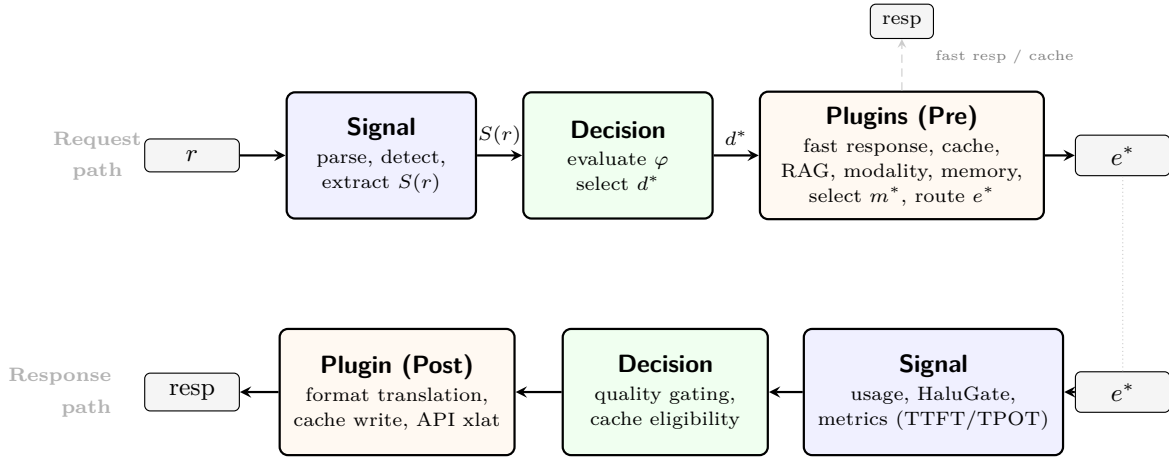 resp
fast resp / cache
Request
path
r
Signal
parse, detect,
extract S(r)
S(r)
Decision
evaluate φ
select d*
d*
Plugins (Pre)
fast response, cache,
RAG, modality, memory,
select m*, route e*
e*
Response
path
resp
Plugin (Post)
format translation,
cache write, API xlat
Decision
quality gating,
cache eligibility
Signal
usage, HaluGate,
metrics (TTFT/TPOT)
e*